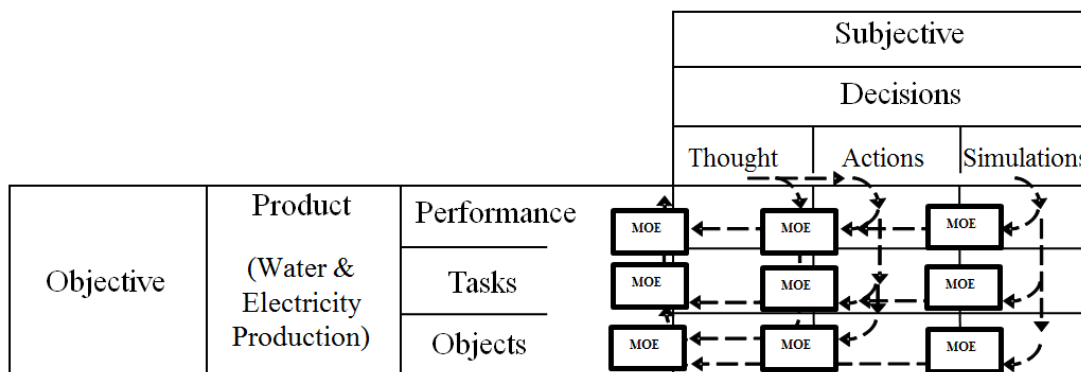 Subjective
Decisions
Thought Actions Simulations
Objective
Product
(Water &
Electricity
Production)
Performance
MOE MOE MOE
Tasks
MOE MOE MOE
Objects
MOE MOE MOE